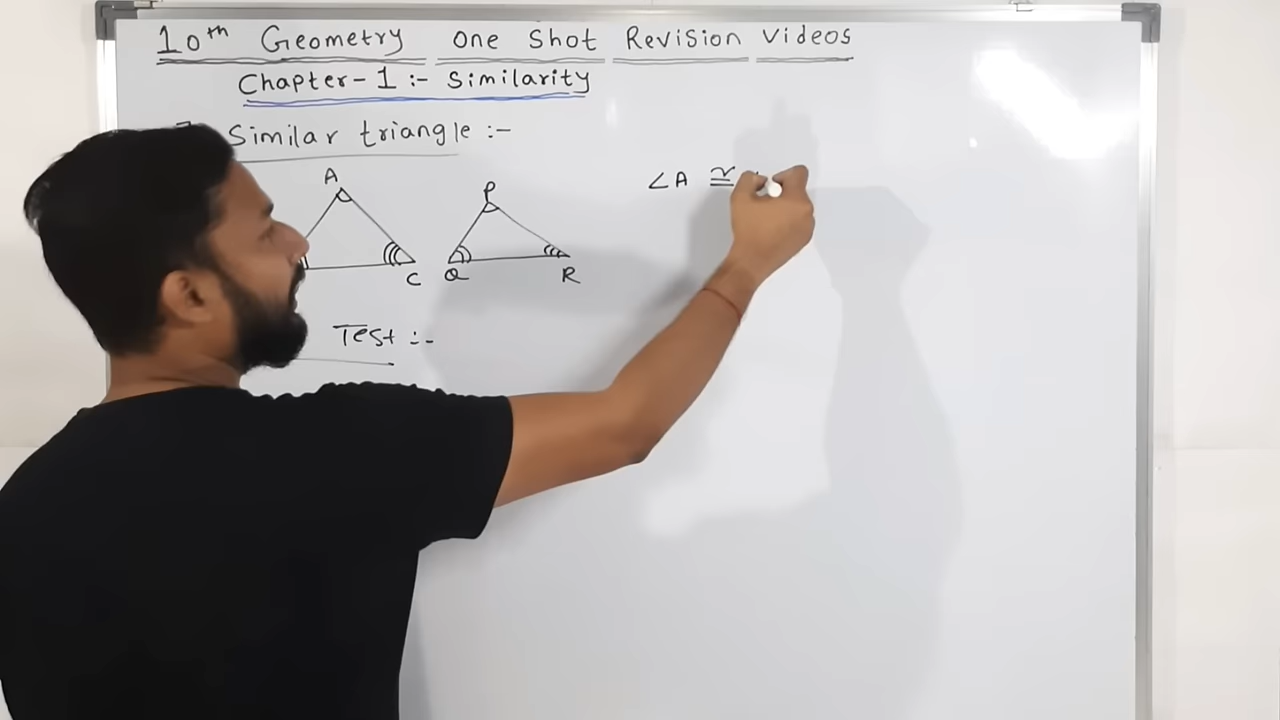 10th Geometry One Shot Revision Videos
Chapter-1 :- Similarity
Similar triangle :-
A
P
∠A ≅
C
Q
R
Test :-